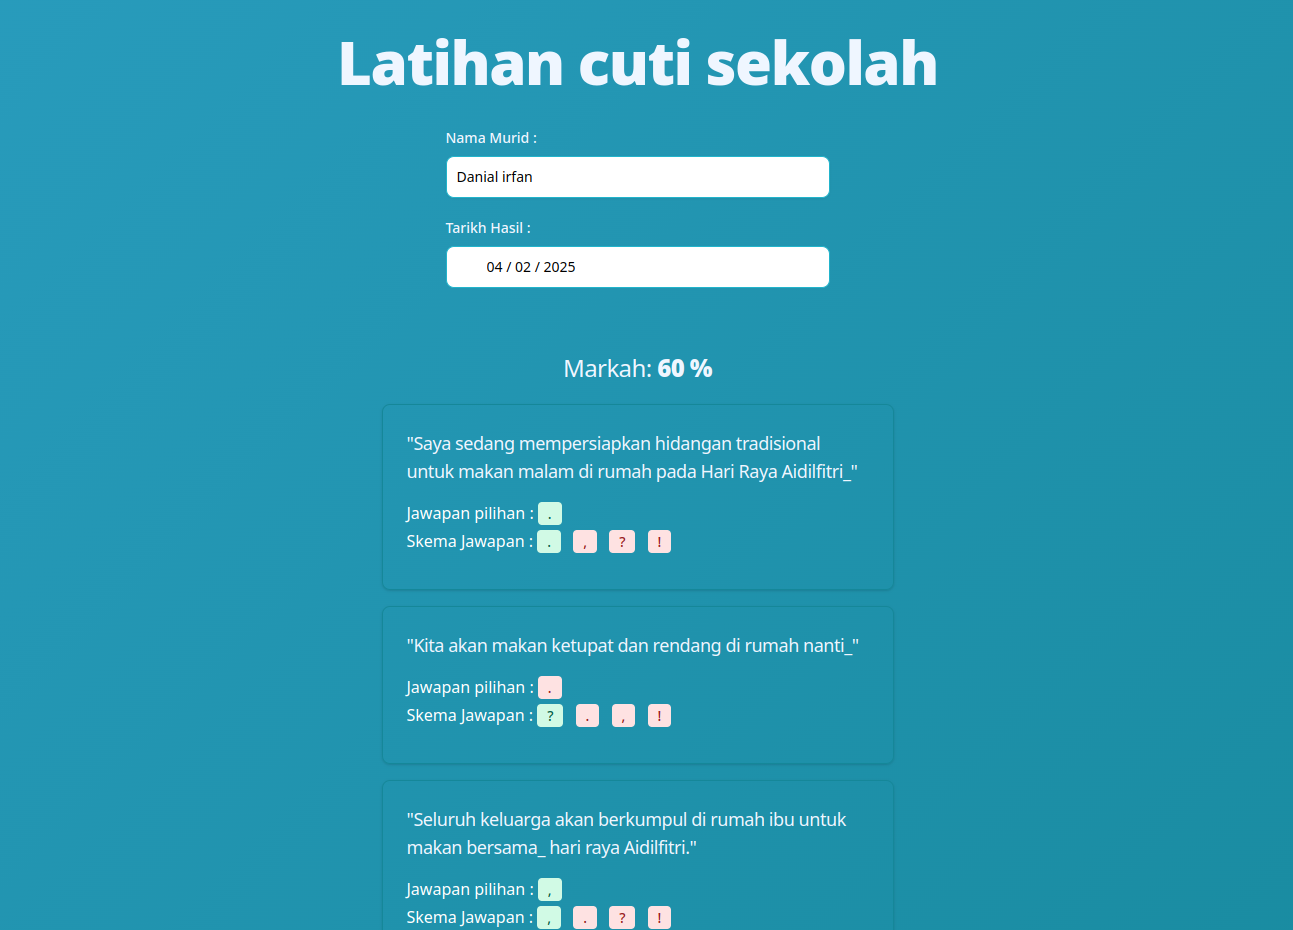 Latihan cuti sekolah
Nama Murid :
Danial irfan
Tarikh Hasil :
04 / 02 / 2025
Markah: 60 %
"Saya sedang mempersiapkan hidangan tradisional
untuk makan malam di rumah pada Hari Raya Aidilfitri_"
Jawapan pilihan : .
Skema Jawapan : . , ? !
"Kita akan makan ketupat dan rendang di rumah nanti_"
Jawapan pilihan : .
Skema Jawapan : ? . , !
"Seluruh keluarga akan berkumpul di rumah ibu untuk
makan bersama_ hari raya Aidilfitri."
Jawapan pilihan : ,
Skema Jawapan : , . ? !